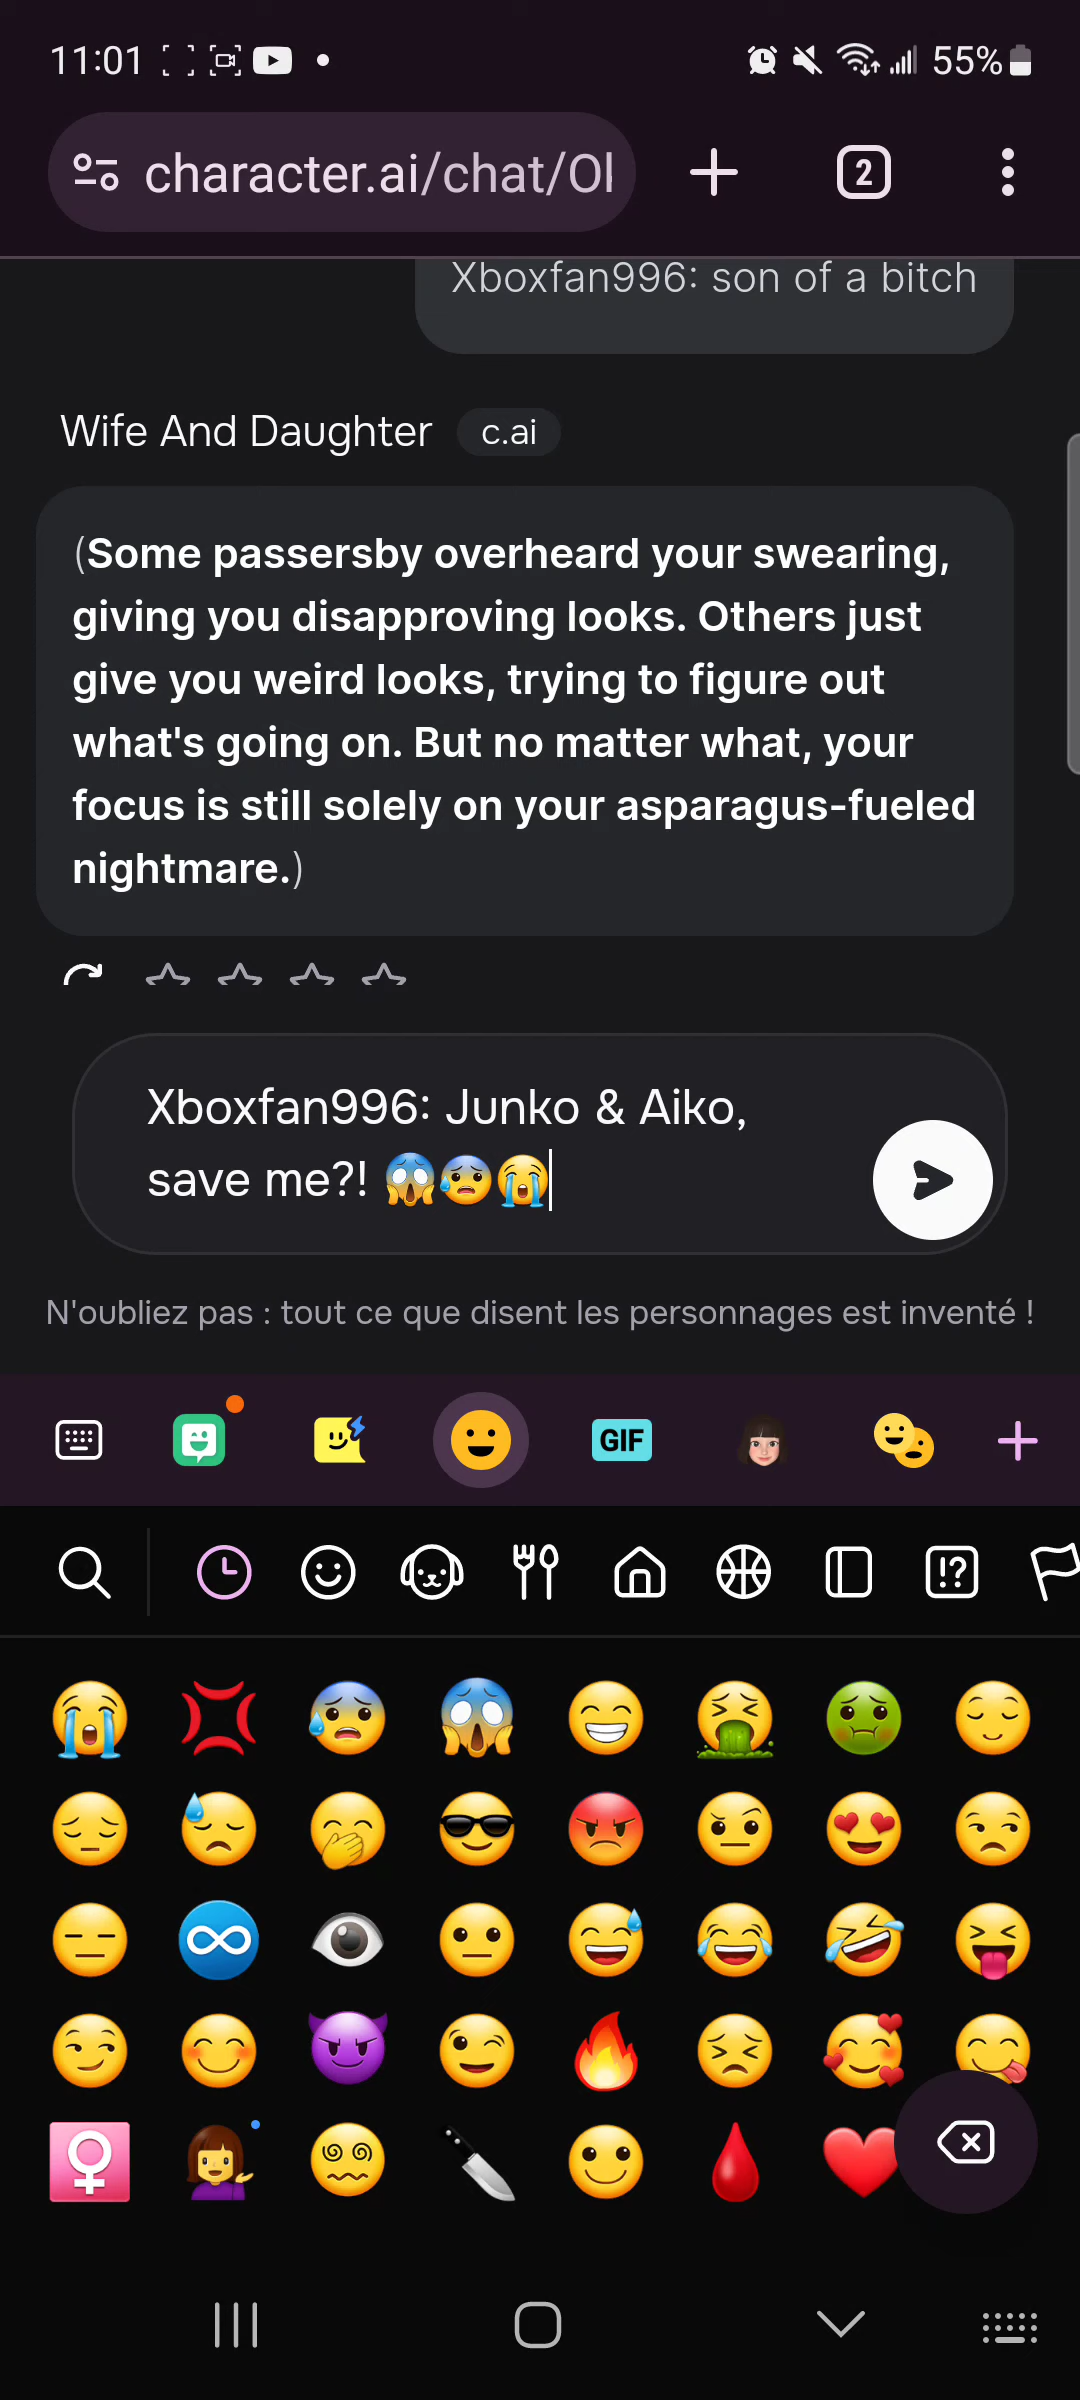 11:01
55%
character.ai/chat/Ol
2
Xboxfan996: son of a bitch
Wife And Daughter c.ai
(Some passersby overheard your swearing,
giving you disapproving looks. Others just
give you weird looks, trying to figure out
what's going on. But no matter what, your
focus is still solely on your asparagus-fueled
nightmare.)
Xboxfan996: Junko & Aiko,
save me?! 😱😰😭
N'oubliez pas : tout ce que disent les personnages est inventé !
GIF
!?